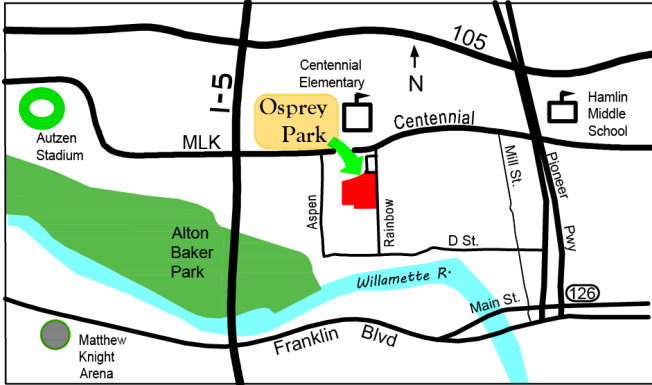 105
I-5
Centennial
Elementary
N
Hamlin
Middle
School
Osprey
Park
Autzen
Stadium
MLK
Centennial
Mill St.
Pioneer
Pwy
Aspen
Rainbow
D St.
Alton
Baker
Park
Willamette R.
Main St.
126
Franklin
Blvd
Matthew
Knight
Arena